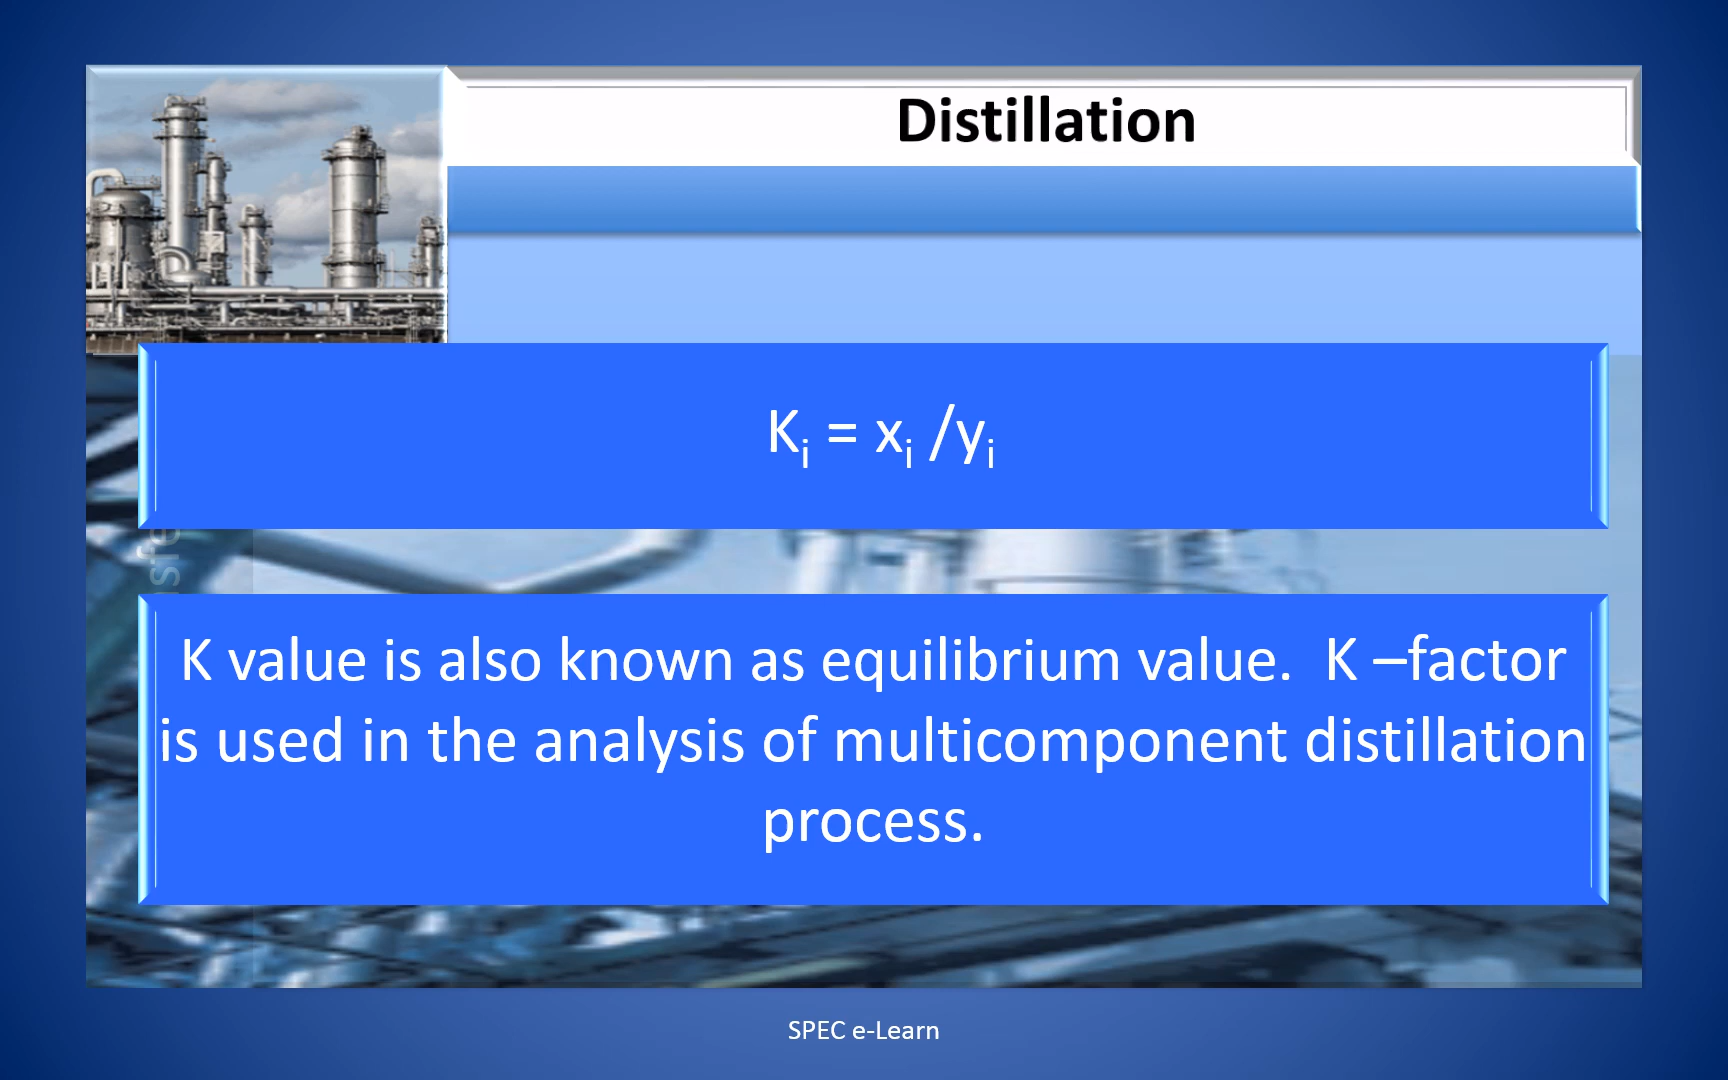 Distillation
Kᵢ = xᵢ /yᵢ
K value is also known as equilibrium value.  K –factor
is used in the analysis of multicomponent distillation
process.
SPEC e-Learn